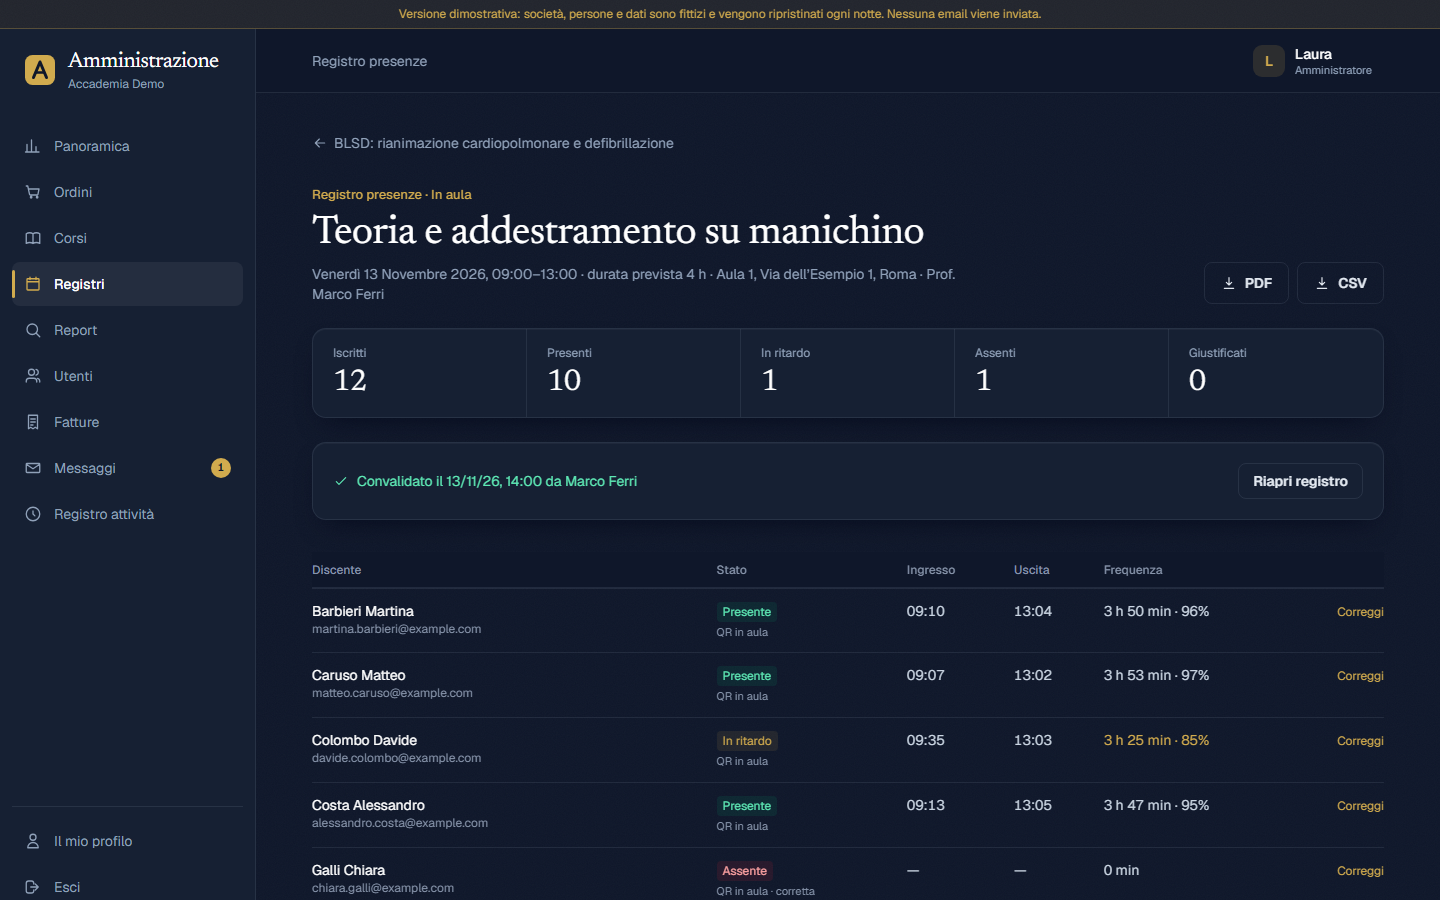 Versione dimostrativa: società, persone e dati sono fittizi e vengono ripristinati ogni notte. Nessuna email viene inviata.
A
Amministrazione
Accademia Demo
Panoramica
Ordini
Corsi
Registri
Report
Utenti
Fatture
Messaggi 1
Registro attività
Il mio profilo
Esci
Registro presenze
L
Laura
Amministratore
← BLSD: rianimazione cardiopolmonare e defibrillazione
Registro presenze · In aula
Teoria e addestramento su manichino
Venerdì 13 Novembre 2026, 09:00–13:00 · durata prevista 4 h · Aula 1, Via dell'Esempio 1, Roma · Prof.
Marco Ferri
PDF
CSV
Iscritti
12
Presenti
10
In ritardo
1
Assenti
1
Giustificati
0
Convalidato il 13/11/26, 14:00 da Marco Ferri
Riapri registro
Discente Stato Ingresso Uscita Frequenza
Barbieri Martina Presente 09:10 13:04 3 h 50 min · 96% Correggi
martina.barbieri@example.com QR in aula
Caruso Matteo Presente 09:07 13:02 3 h 53 min · 97% Correggi
matteo.caruso@example.com QR in aula
Colombo Davide In ritardo 09:35 13:03 3 h 25 min · 85% Correggi
davide.colombo@example.com QR in aula
Costa Alessandro Presente 09:13 13:05 3 h 47 min · 95% Correggi
alessandro.costa@example.com QR in aula
Galli Chiara Assente — — 0 min Correggi
chiara.galli@example.com QR in aula · corretta